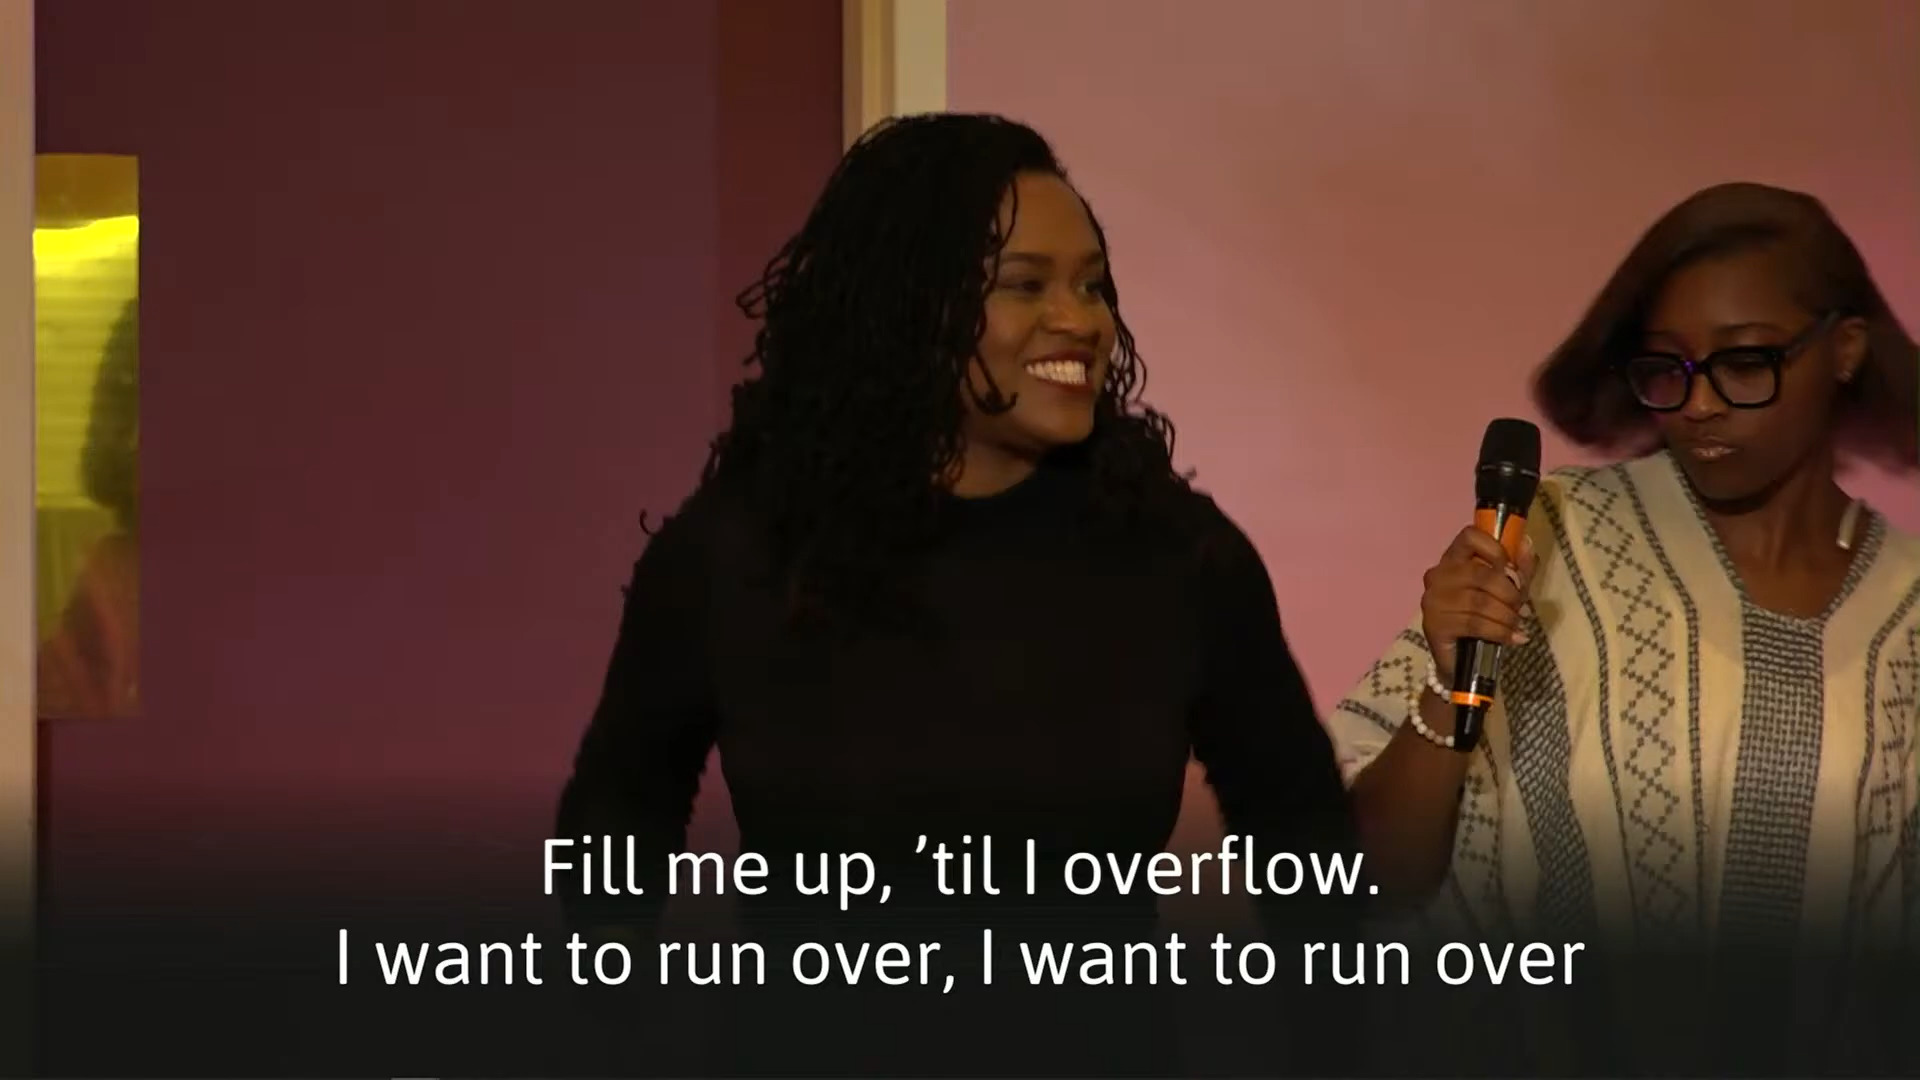 Fill me up, ’til I overflow.
I want to run over, I want to run over